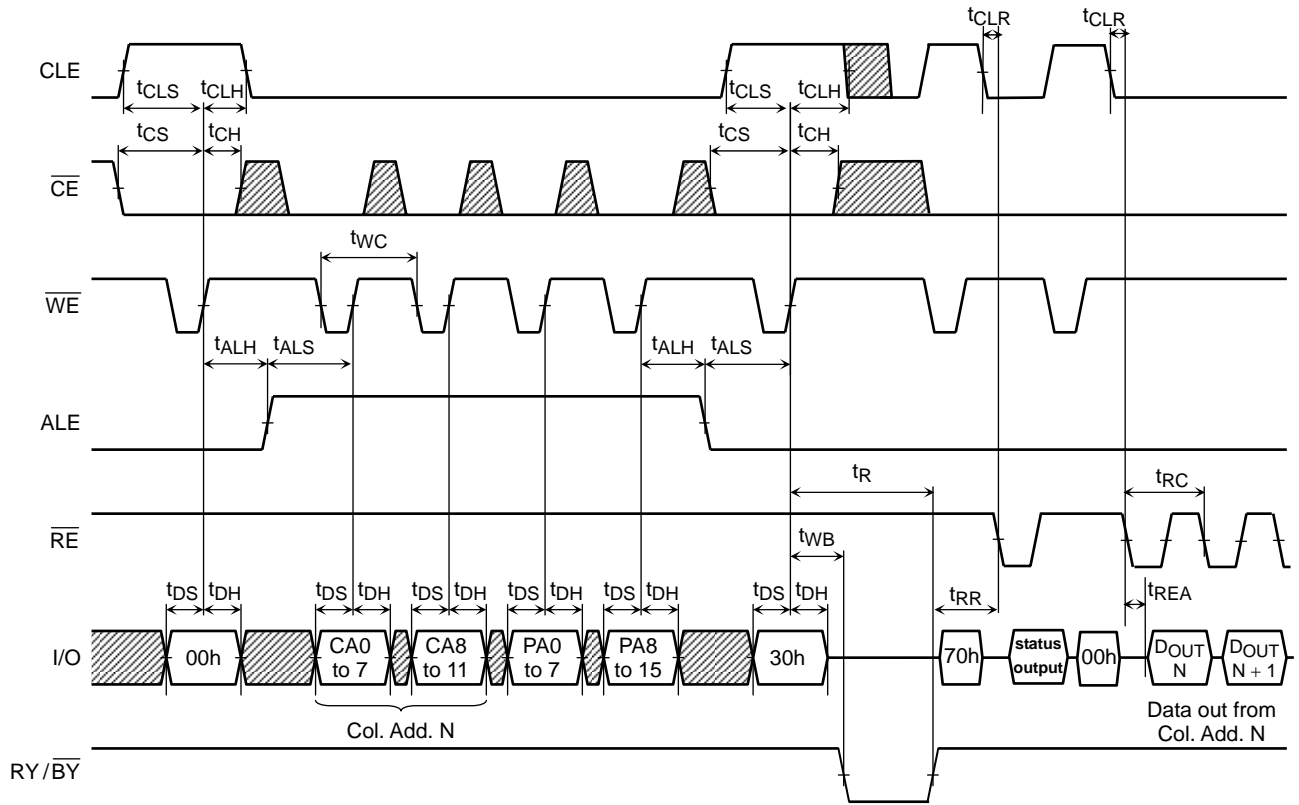 tCLR tCLR
CLE
tCLS tCLH tCLS tCLH
tCS tCH tCS tCH
CE
tWC
WE
tALH tALS tALH tALS
ALE
tR
tRC
RE
tWB
tDS tDH tDS tDH tDS tDH tDS tDH tDS tDH tDS tDH tRR tREA
I/O
00h
CA0
to 7
CA8
to 11
PA0
to 7
PA8
to 15
30h
70h
status
output
00h
DOUT
N
DOUT
N + 1
Col. Add. N
Data out from
Col. Add. N
RY/BY